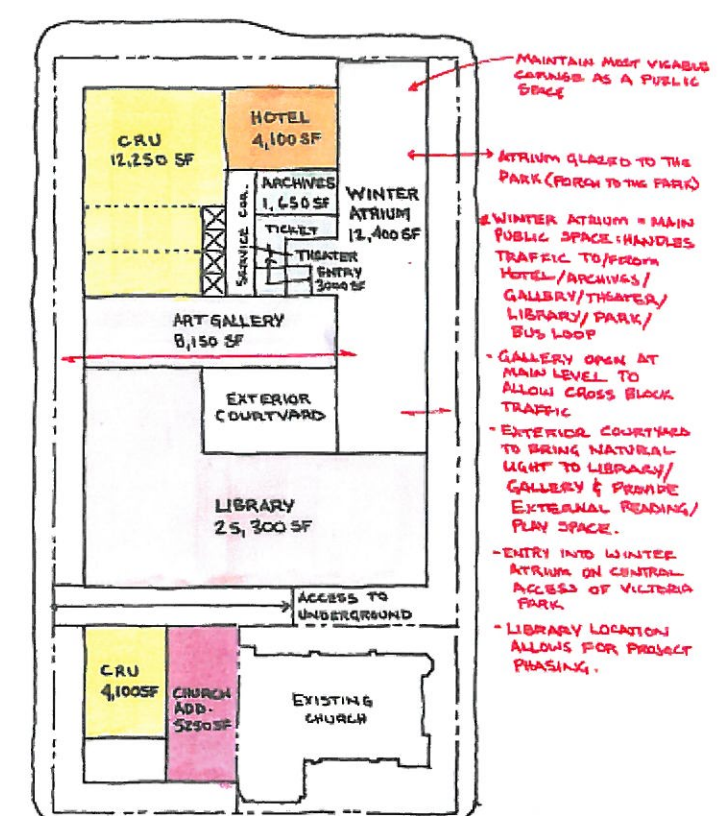 MAINTAIN MOST VISABLE
CORNER AS A PUBLIC
SPACE
HOTEL
4,100 SF
CRU
12,250 SF
ATRIUM GLAZED TO THE
PARK (PORCH TO THE PARK)
ARCHIVES
1,650 SF
SERVICE COR.
WINTER
ATRIUM
12,400 SF
TICKET
THEATER
ENTRY
3000 SF
WINTER ATRIUM = MAIN
PUBLIC SPACE: HANDLES
TRAFFIC TO/FROM
HOTEL/ARCHIVES/
GALLERY/THEATER/
LIBRARY/PARK/
BUS LOOP
ART GALLERY
8,150 SF
- GALLERY OPEN AT
MAIN LEVEL TO
ALLOW CROSS BLOCK
TRAFFIC
EXTERIOR
COURTYARD
- EXTERIOR COURTYARD
TO BRING NATURAL
LIGHT TO LIBRARY/
GALLERY & PROVIDE
EXTERNAL READING/
PLAY SPACE.
LIBRARY
25,300 SF
- ENTRY INTO WINTER
ATRIUM ON CENTRAL
ACCESS OF VICTORIA
PARK
ACCESS TO
UNDERGROUND
- LIBRARY LOCATION
ALLOWS FOR PROJECT
PHASING.
CRU
4,100SF
CHURCH
ADD.
5250SF
EXISTING
CHURCH